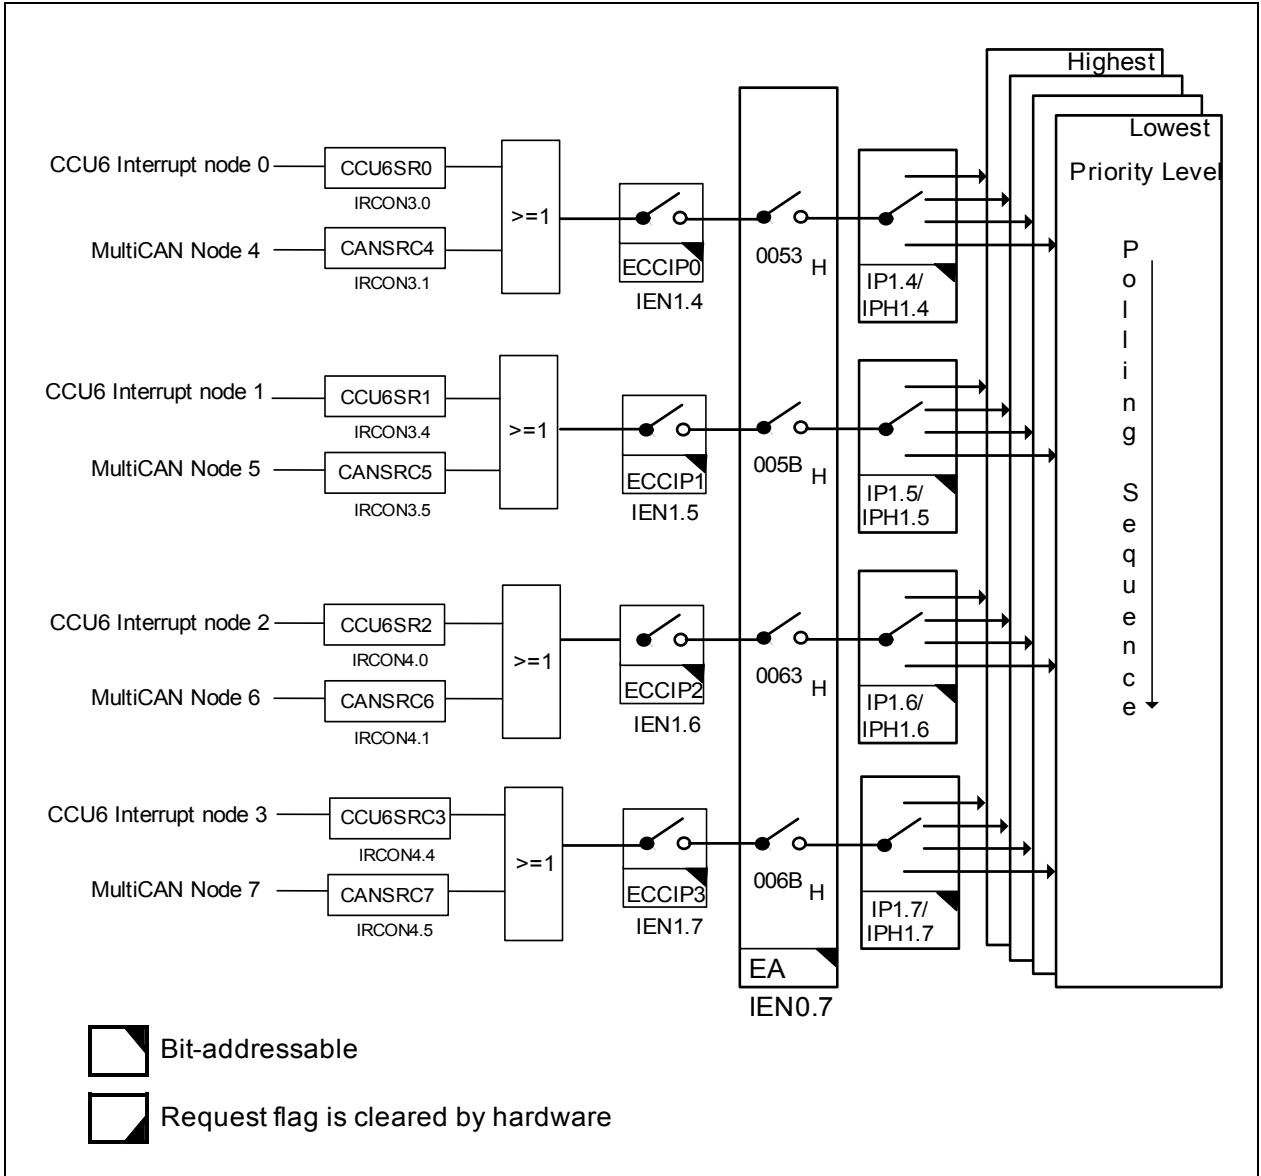 Highest
Lowest
Priority Level
Polling Sequence
CCU6 Interrupt node 0
CCU6SR0
IRCON3.0
MultiCAN Node 4
CANSRC4
IRCON3.1
>=1
ECCIP0
IEN1.4
0053 H
IP1.4/
IPH1.4
CCU6 Interrupt node 1
CCU6SR1
IRCON3.4
MultiCAN Node 5
CANSRC5
IRCON3.5
>=1
ECCIP1
IEN1.5
005B H
IP1.5/
IPH1.5
CCU6 Interrupt node 2
CCU6SR2
IRCON4.0
MultiCAN Node 6
CANSRC6
IRCON4.1
>=1
ECCIP2
IEN1.6
0063 H
IP1.6/
IPH1.6
CCU6 Interrupt node 3
CCU6SRC3
IRCON4.4
MultiCAN Node 7
CANSRC7
IRCON4.5
>=1
ECCIP3
IEN1.7
006B H
IP1.7/
IPH1.7
EA
IEN0.7
Bit-addressable
Request flag is cleared by hardware